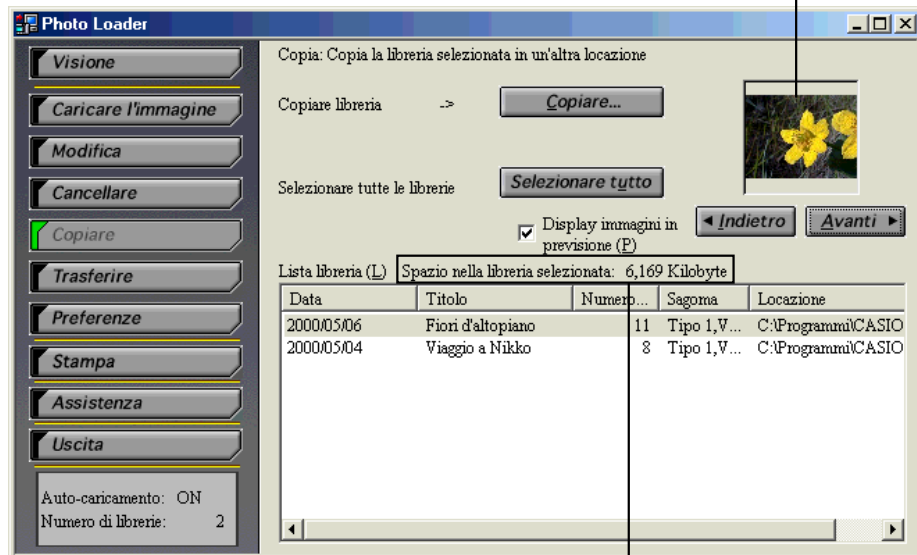 Photo Loader
Visione
Caricare l'immagine
Modifica
Cancellare
Copiare
Trasferire
Preferenze
Stampa
Assistenza
Uscita
Auto-caricamento: ON
Numero di librerie: 2
Copia: Copia la libreria selezionata in un'altra locazione
Copiare libreria -> Copiare...
Selezionare tutte le librerie Selezionare tutto
Display immagini in
previsione (P)
Indietro Avanti
Lista libreria (L) Spazio nella libreria selezionata: 6,169 Kilobyte
Data Titolo Numero... Sagoma Locazione
2000/05/06 Fiori d'altopiano 11 Tipo 1,V... C:\Programmi\CASIO
2000/05/04 Viaggio a Nikko 8 Tipo 1,V... C:\Programmi\CASIO